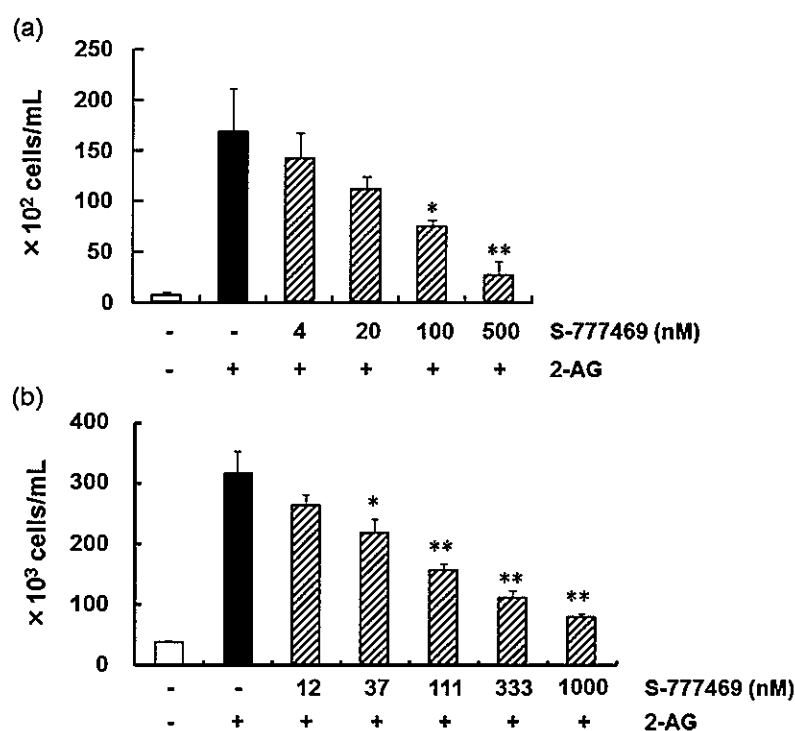 (a)
250
200
150
100
50
0
× 10² cells/mL
* **
- - 4 20 100 500 S-777469 (nM)
- + + + + + 2-AG
(b)
400
300
200
100
0
× 10³ cells/mL
* ** ** **
- - 12 37 111 333 1000 S-777469 (nM)
- + + + + + + 2-AG